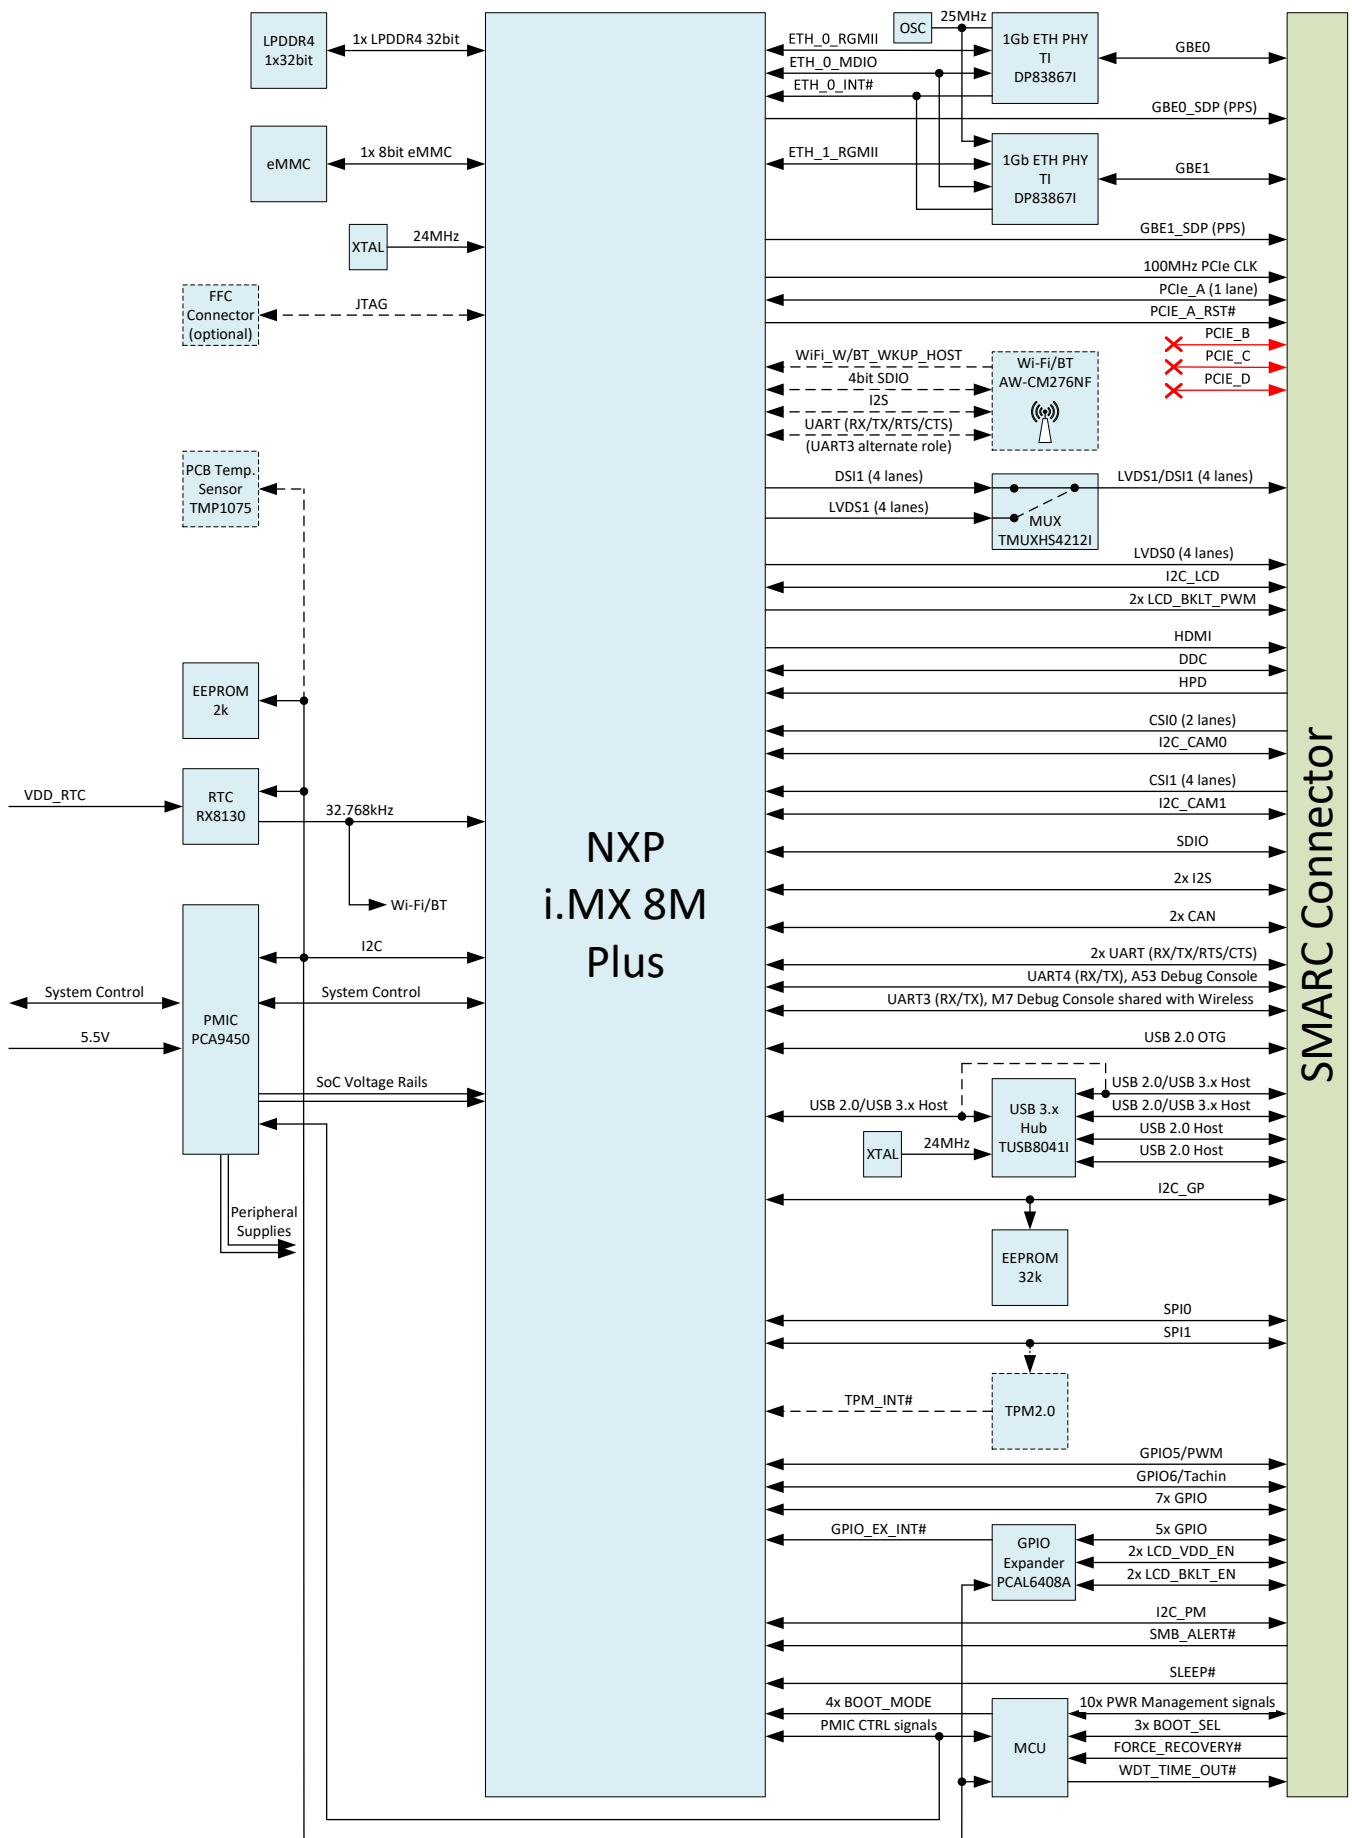 LPDDR4
1x32bit
1x LPDDR4 32bit
eMMC
1x 8bit eMMC
XTAL
24MHz
FFC
Connector
(optional)
JTAG
PCB Temp.
Sensor
TMP1075
EEPROM
2k
VDD_RTC
RTC
RX8130
32.768kHz
Wi-Fi/BT
I2C
System Control
System Control
PMIC
PCA9450
5.5V
SoC Voltage Rails
Peripheral
Supplies
NXP
i.MX 8M
Plus
OSC
25MHz
ETH_0_RGMII
ETH_0_MDIO
ETH_0_INT#
1Gb ETH PHY
TI
DP83867I
GBE0
GBE0_SDP (PPS)
ETH_1_RGMII
1Gb ETH PHY
TI
DP83867I
GBE1
GBE1_SDP (PPS)
100MHz PCIe CLK
PCIe_A (1 lane)
PCIE_A_RST#
PCIE_B
PCIE_C
PCIE_D
WiFi_W/BT_WKUP_HOST
4bit SDIO
I2S
UART (RX/TX/RTS/CTS)
(UART3 alternate role)
Wi-Fi/BT
AW-CM276NF
DSI1 (4 lanes)
LVDS1 (4 lanes)
MUX
TMUXHS4212I
LVDS1/DSI1 (4 lanes)
LVDS0 (4 lanes)
I2C_LCD
2x LCD_BKLT_PWM
HDMI
DDC
HPD
CSI0 (2 lanes)
I2C_CAM0
CSI1 (4 lanes)
I2C_CAM1
SDIO
2x I2S
2x CAN
2x UART (RX/TX/RTS/CTS)
UART4 (RX/TX), A53 Debug Console
UART3 (RX/TX), M7 Debug Console shared with Wireless
USB 2.0 OTG
USB 2.0/USB 3.x Host
XTAL
24MHz
USB 3.x
Hub
TUSB8041I
USB 2.0/USB 3.x Host
USB 2.0/USB 3.x Host
USB 2.0 Host
USB 2.0 Host
I2C_GP
EEPROM
32k
SPI0
SPI1
TPM_INT#
TPM2.0
GPIO5/PWM
GPIO6/Tachin
7x GPIO
GPIO_EX_INT#
GPIO
Expander
PCAL6408A
5x GPIO
2x LCD_VDD_EN
2x LCD_BKLT_EN
I2C_PM
SMB_ALERT#
SLEEP#
4x BOOT_MODE
PMIC CTRL signals
MCU
10x PWR Management signals
3x BOOT_SEL
FORCE_RECOVERY#
WDT_TIME_OUT#
SMARC Connector